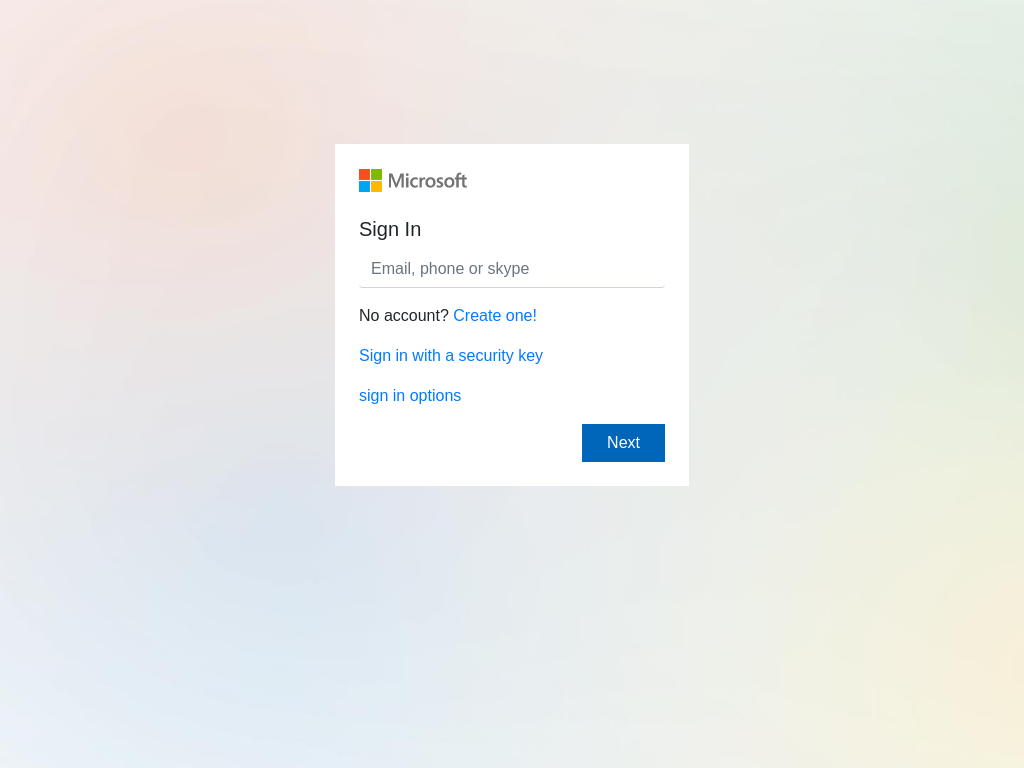 Microsoft
Sign In
Email, phone or skype
No account? Create one!
Sign in with a security key
sign in options
Next